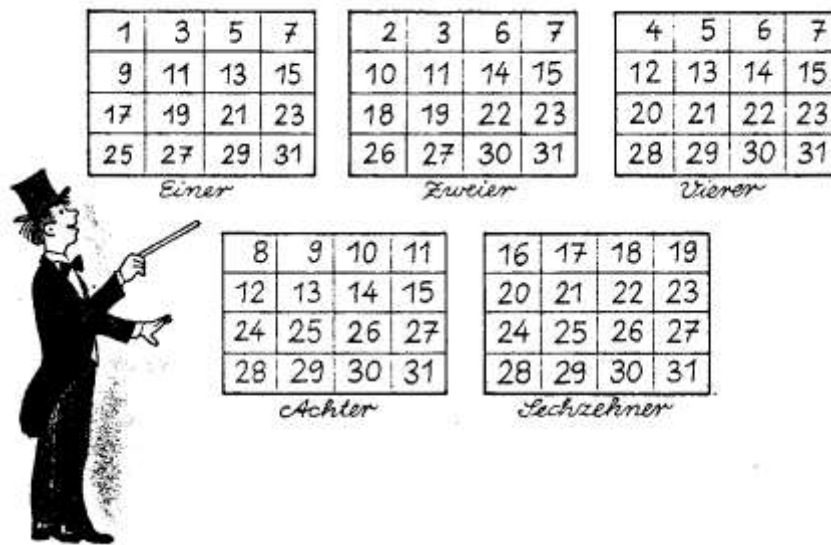 1 3 5 7
9 11 13 15
17 19 21 23
25 27 29 31
Einer
2 3 6 7
10 11 14 15
18 19 22 23
26 27 30 31
Zweier
4 5 6 7
12 13 14 15
20 21 22 23
28 29 30 31
Vierer
8 9 10 11
12 13 14 15
24 25 26 27
28 29 30 31
Achter
16 17 18 19
20 21 22 23
24 25 26 27
28 29 30 31
Sechzehner